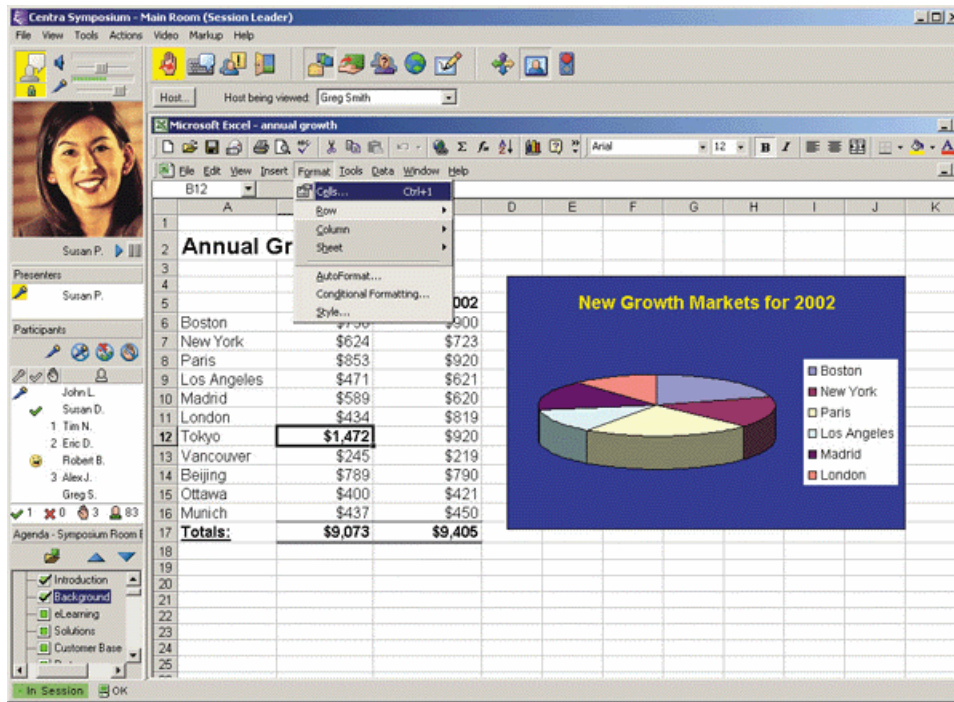 Centra Symposium - Main Room (Session Leader)
File View Tools Actions Video Markup Help
Host... Host being viewed: Greg Smith
Microsoft Excel - annual growth
Arial 12 B I
File Edit View Insert Format Tools Data Window Help
B12
Cells... Ctrl+1
Row
Column
Sheet
AutoFormat...
Conditional Formatting...
Style...
A D E F G H I J K
1
2 Annual Gr
3
4
5 002
6 Boston $900
7 New York $624 $723
8 Paris $853 $920
9 Los Angeles $471 $621
10 Madrid $589 $620
11 London $434 $819
12 Tokyo $1,472 $920
13 Vancouver $245 $219
14 Beijing $789 $790
15 Ottawa $400 $421
16 Munich $437 $450
17 Totals: $9,073 $9,405
18
19
20
21
22
23
24
25
New Growth Markets for 2002
Boston
New York
Paris
Los Angeles
Madrid
London
Susan P.
Presenters
Susan P.
Participants
John L.
Susan D.
1 Tim N.
2 Eric D.
Robert B.
3 Alex J.
Greg S.
1 0 3 83
Agenda - Symposium Room
Introduction
Background
eLearning
Solutions
Customer Base
In Session OK